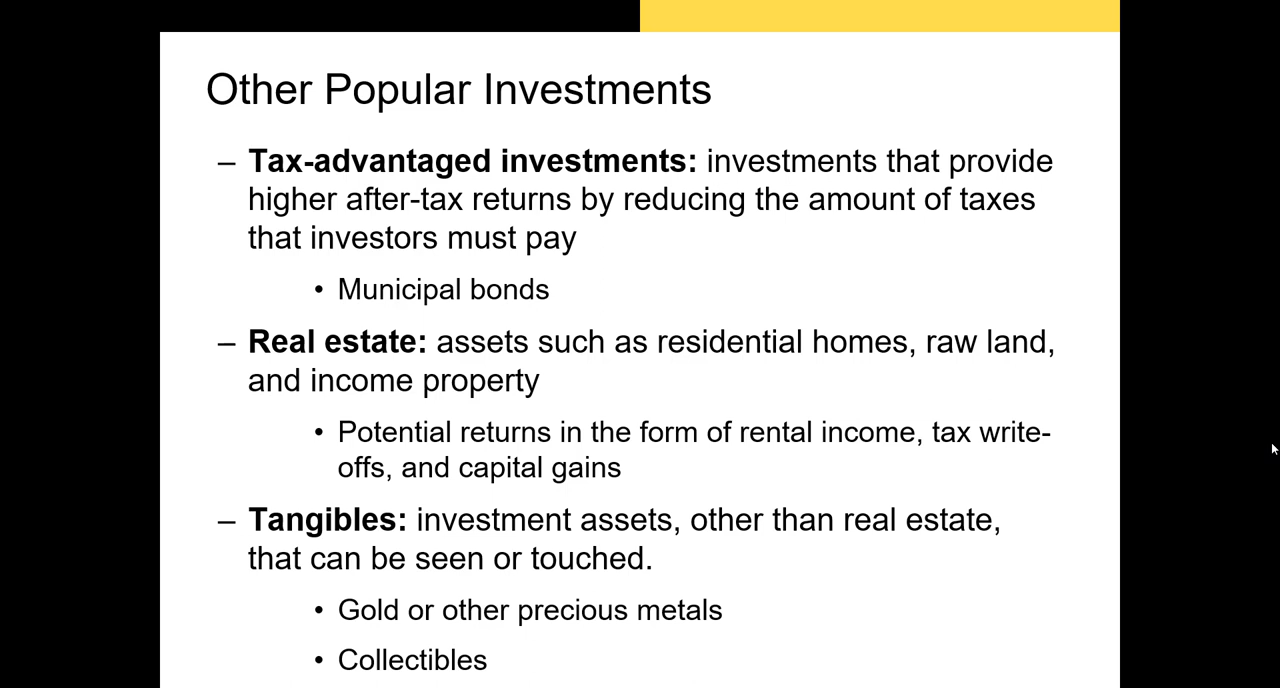 Other Popular Investments
– Tax-advantaged investments: investments that provide
higher after-tax returns by reducing the amount of taxes
that investors must pay
• Municipal bonds
– Real estate: assets such as residential homes, raw land,
and income property
• Potential returns in the form of rental income, tax write-
offs, and capital gains
– Tangibles: investment assets, other than real estate,
that can be seen or touched.
• Gold or other precious metals
• Collectibles